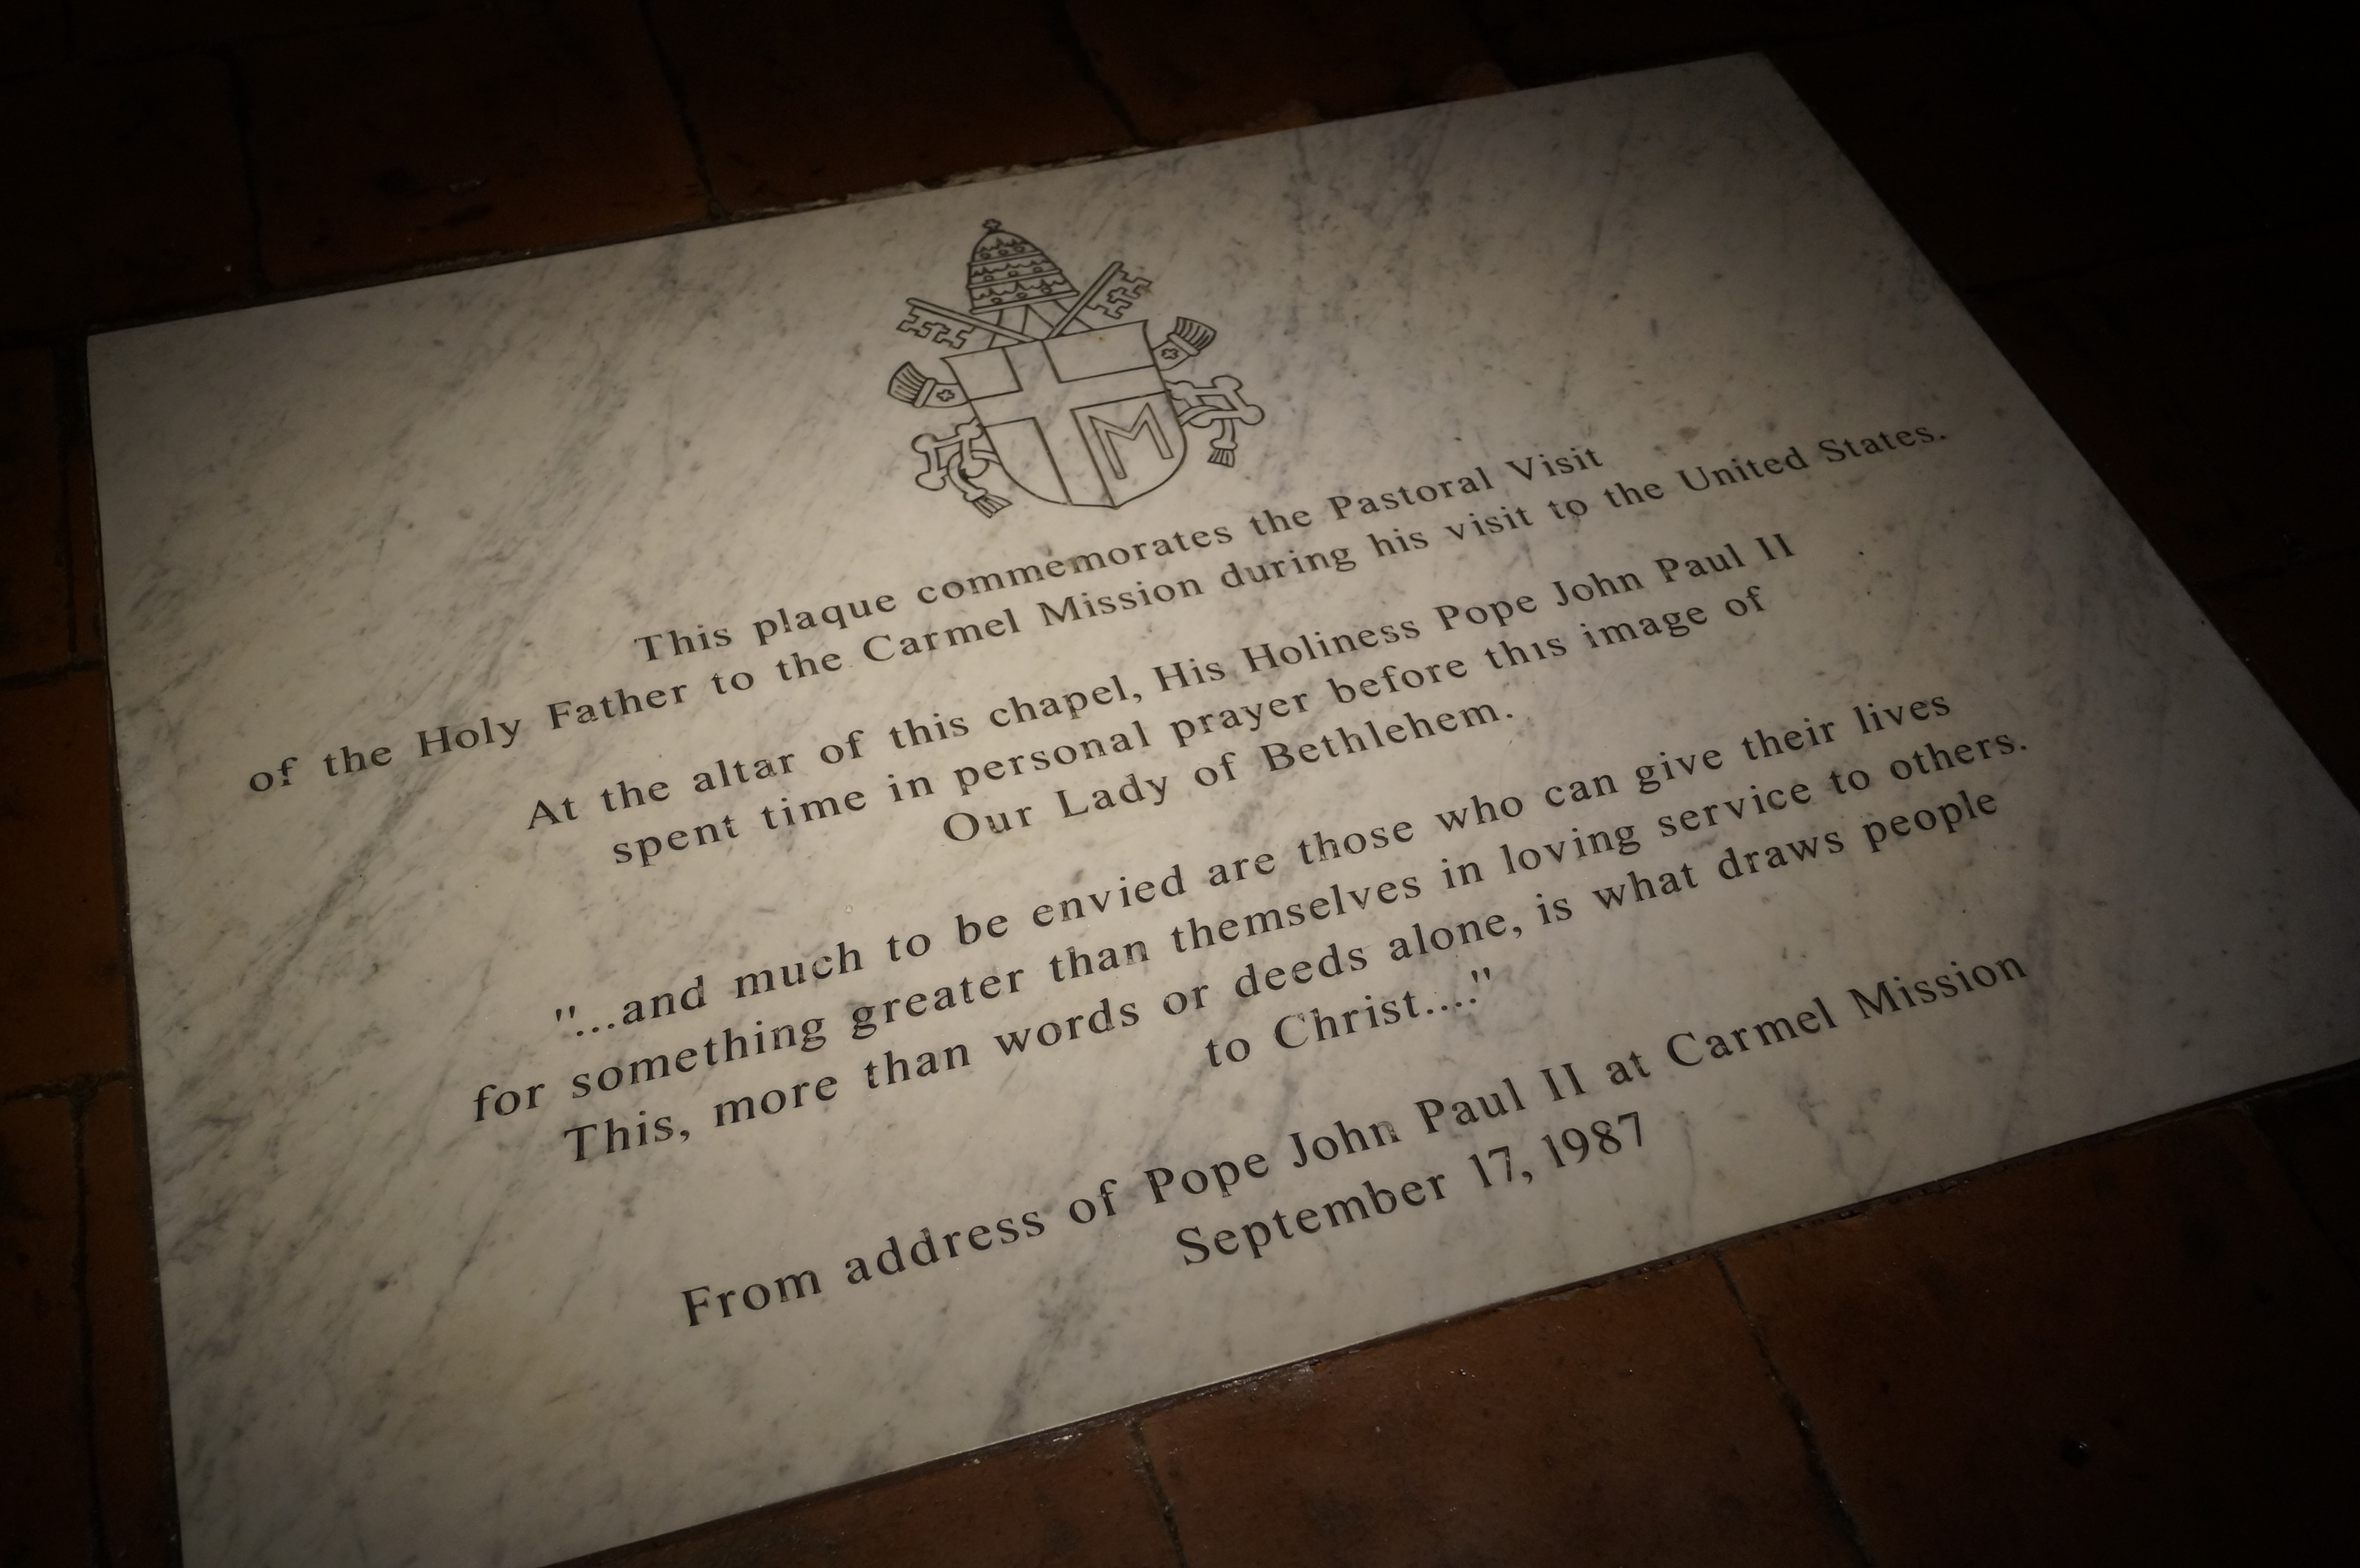 M
This plaque commemorates the Pastoral Visit
of the Holy Father to the Carmel Mission during his visit to the United States.
At the altar of this chapel, His Holiness Pope John Paul II
spent time in personal prayer before this image of
Our Lady of Bethlehem.
"...and much to be envied are those who can give their lives
for something greater than themselves in loving service to others.
This, more than words or deeds alone, is what draws people
to Christ...."
From address of Pope John Paul II at Carmel Mission
September 17, 1987